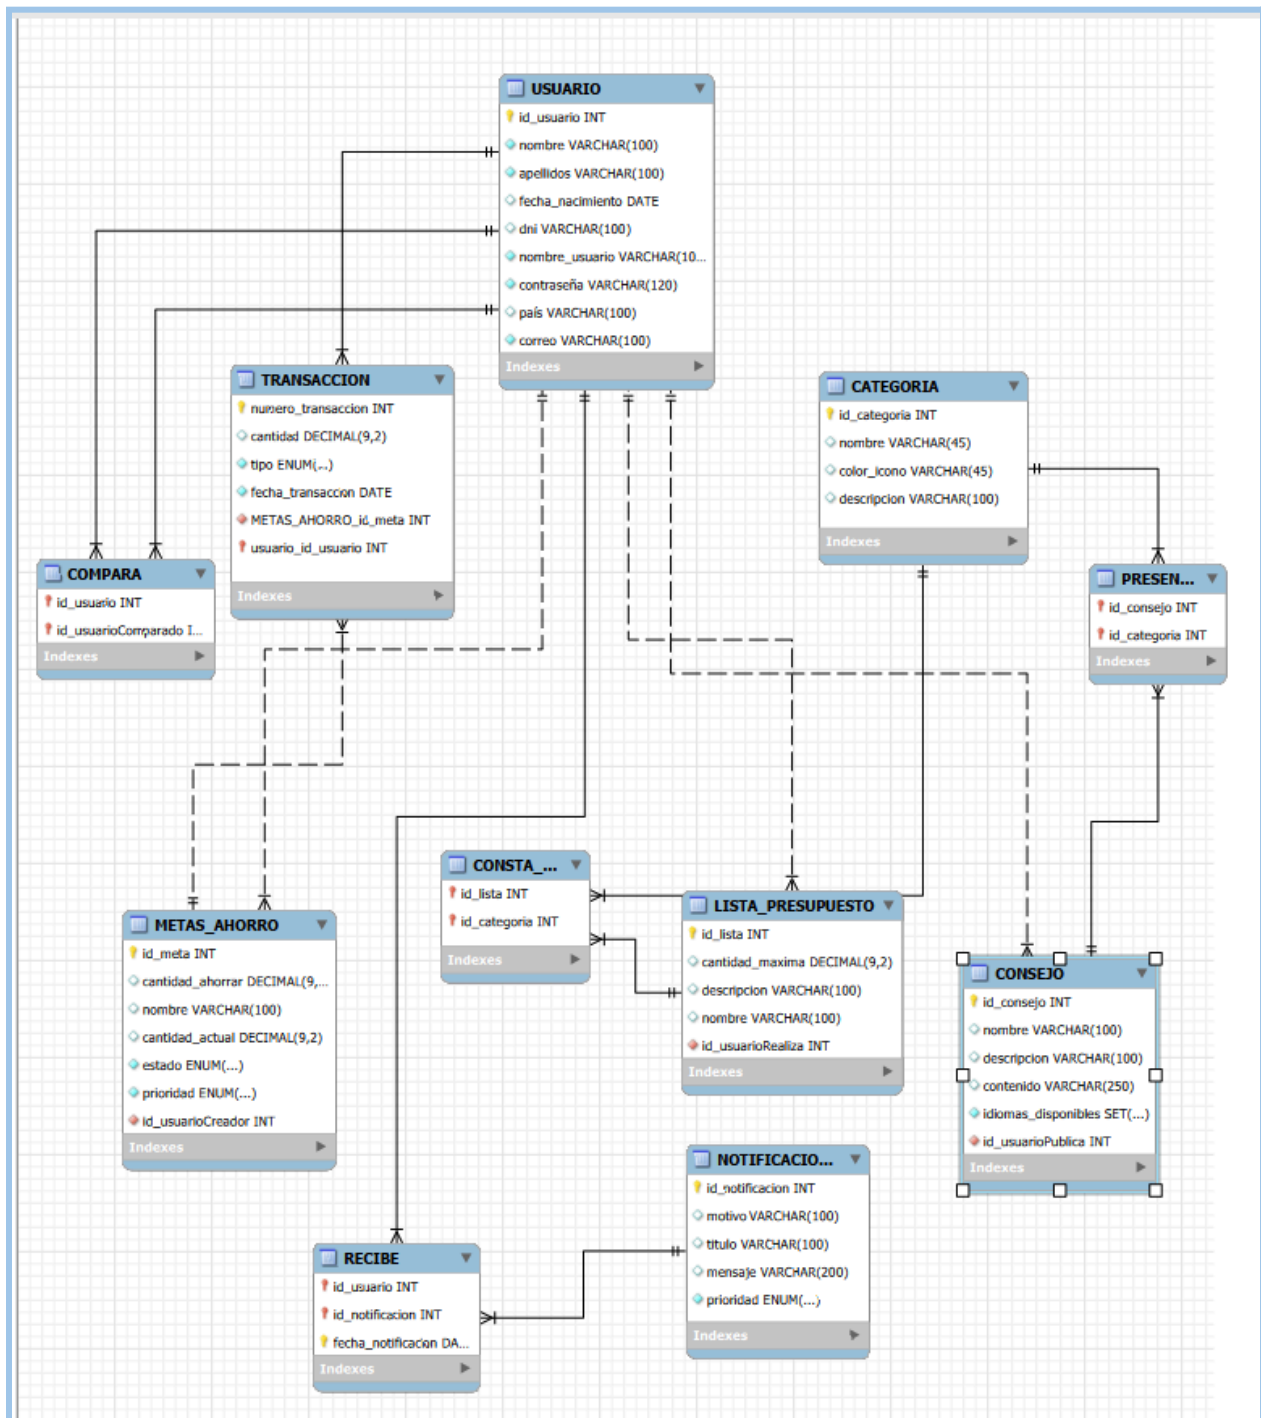 USUARIO
id_usuario INT
nombre VARCHAR(100)
apellidos VARCHAR(100)
fecha_nacimiento DATE
dni VARCHAR(100)
nombre_usuario VARCHAR(10...
contraseña VARCHAR(120)
país VARCHAR(100)
correo VARCHAR(100)
Indexes
TRANSACCION
numero_transaccion INT
cantidad DECIMAL(9,2)
tipo ENUM(...)
fecha_transaccion DATE
METAS_AHORRO_id_meta INT
usuario_id_usuario INT
Indexes
CATEGORIA
id_categoria INT
nombre VARCHAR(45)
color_icono VARCHAR(45)
descripcion VARCHAR(100)
Indexes
COMPARA
id_usuario INT
id_usuarioComparado I...
Indexes
PRESEN...
id_consejo INT
id_categoria INT
Indexes
CONSTA_...
id_lista INT
id_categoria INT
Indexes
LISTA_PRESUPUESTO
id_lista INT
cantidad_maxima DECIMAL(9,2)
descripcion VARCHAR(100)
nombre VARCHAR(100)
id_usuarioRealiza INT
Indexes
METAS_AHORRO
id_meta INT
cantidad_ahorrar DECIMAL(9,...
nombre VARCHAR(100)
cantidad_actual DECIMAL(9,2)
estado ENUM(...)
prioridad ENUM(...)
id_usuarioCreador INT
Indexes
CONSEJO
id_consejo INT
nombre VARCHAR(100)
descripcion VARCHAR(100)
contenido VARCHAR(250)
idiomas_disponibles SET(...)
id_usuarioPublica INT
Indexes
NOTIFICACIO...
id_notificacion INT
motivo VARCHAR(100)
titulo VARCHAR(100)
mensaje VARCHAR(200)
prioridad ENUM(...)
Indexes
RECIBE
id_usuario INT
id_notificacion INT
fecha_notificacion DA...
Indexes